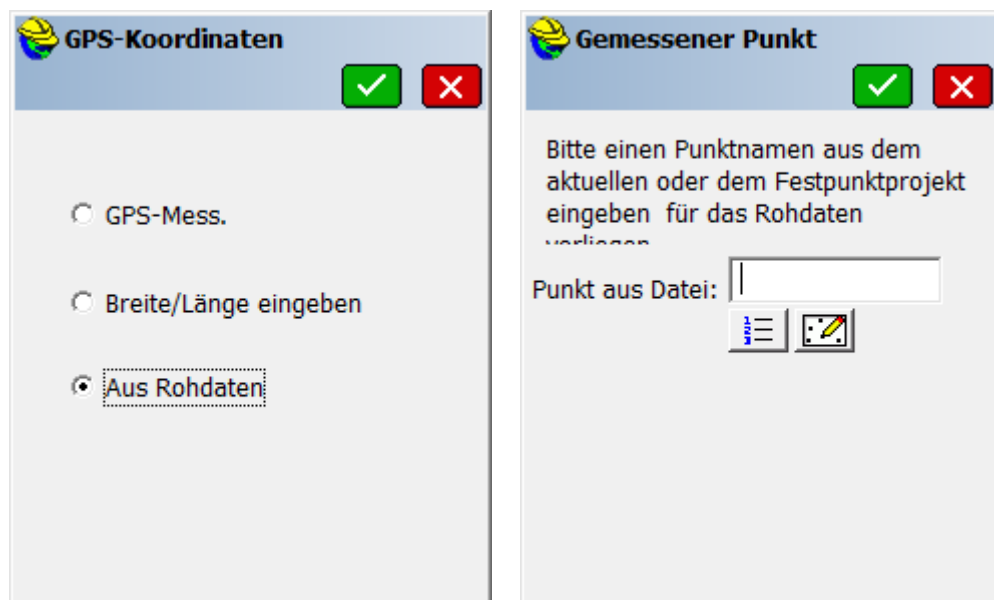 GPS-Koordinaten
GPS-Mess.
Breite/Länge eingeben
Aus Rohdaten
Gemessener Punkt
Bitte einen Punktnamen aus dem
aktuellen oder dem Festpunktprojekt
eingeben für das Rohdaten
Punkt aus Datei: